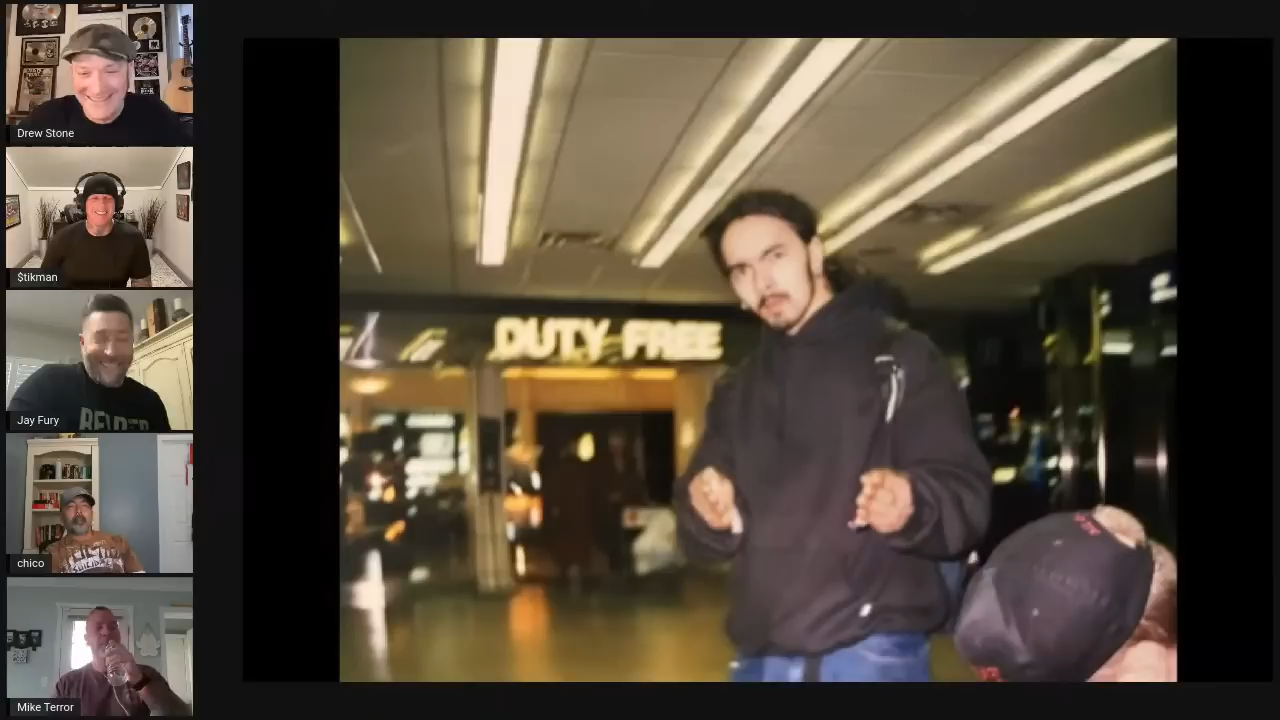 Drew Stone
$tikman
Jay Fury
chico
Mike Terror
DUTY FREE